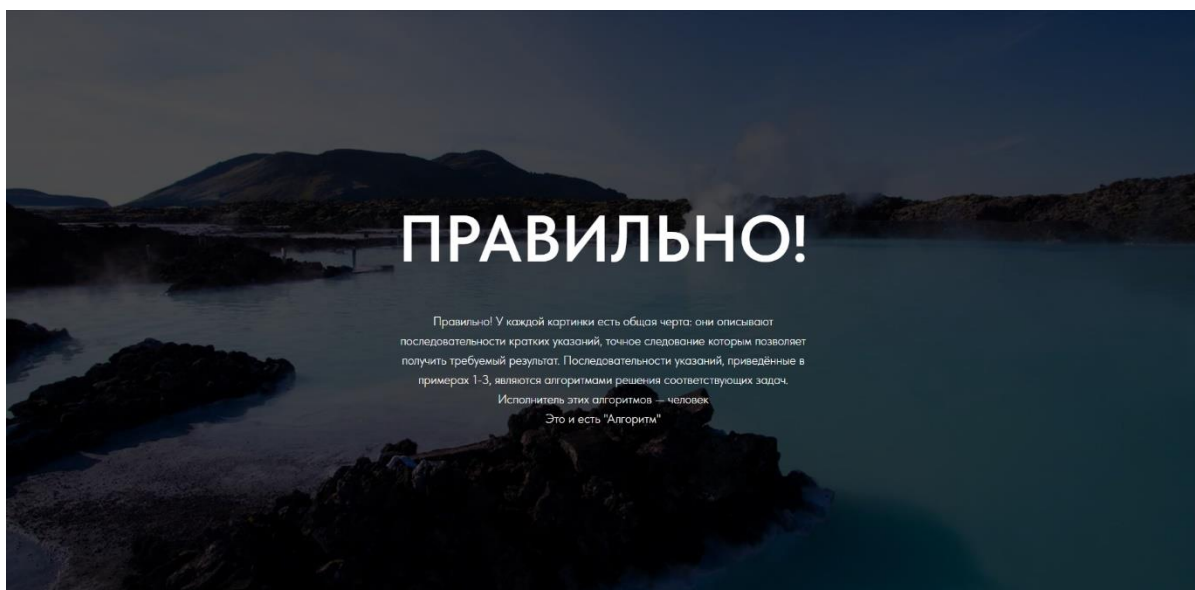 ПРАВИЛЬНО!
Правильно! У каждой картинки есть общая черта: они описывают
последовательности кратких указаний, точное следование которым позволяет
получить требуемый результат. Последовательности указаний, приведённые в
примерах 1-3, являются алгоритмами решения соответствующих задач.
Исполнитель этих алгоритмов — человек
Это и есть "Алгоритм"